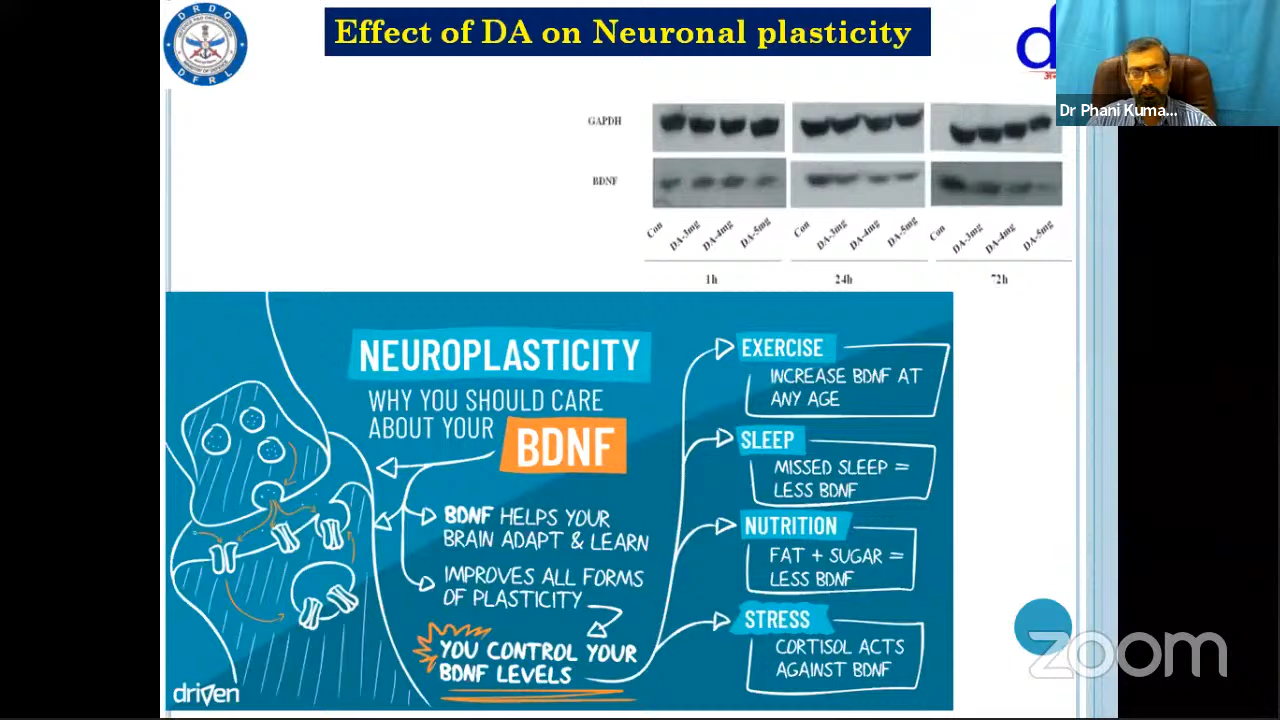 DRDO
DFRL
Effect of DA on Neuronal plasticity
Dr Phani Kuma...
GAPDH
BDNF
Con
DA-3mg
DA-4mg
DA-5mg
Con
DA-3mg
DA-4mg
DA-5mg
Con
DA-3mg
DA-4mg
DA-5mg
1h
24h
72h
NEUROPLASTICITY
WHY YOU SHOULD CARE
ABOUT YOUR
BDNF
BDNF HELPS YOUR
BRAIN ADAPT & LEARN
IMPROVES ALL FORMS
OF PLASTICITY
YOU CONTROL YOUR
BDNF LEVELS
EXERCISE
INCREASE BDNF AT
ANY AGE
SLEEP
MISSED SLEEP =
LESS BDNF
NUTRITION
FAT + SUGAR =
LESS BDNF
STRESS
CORTISOL ACTS
AGAINST BDNF
driven
zoom